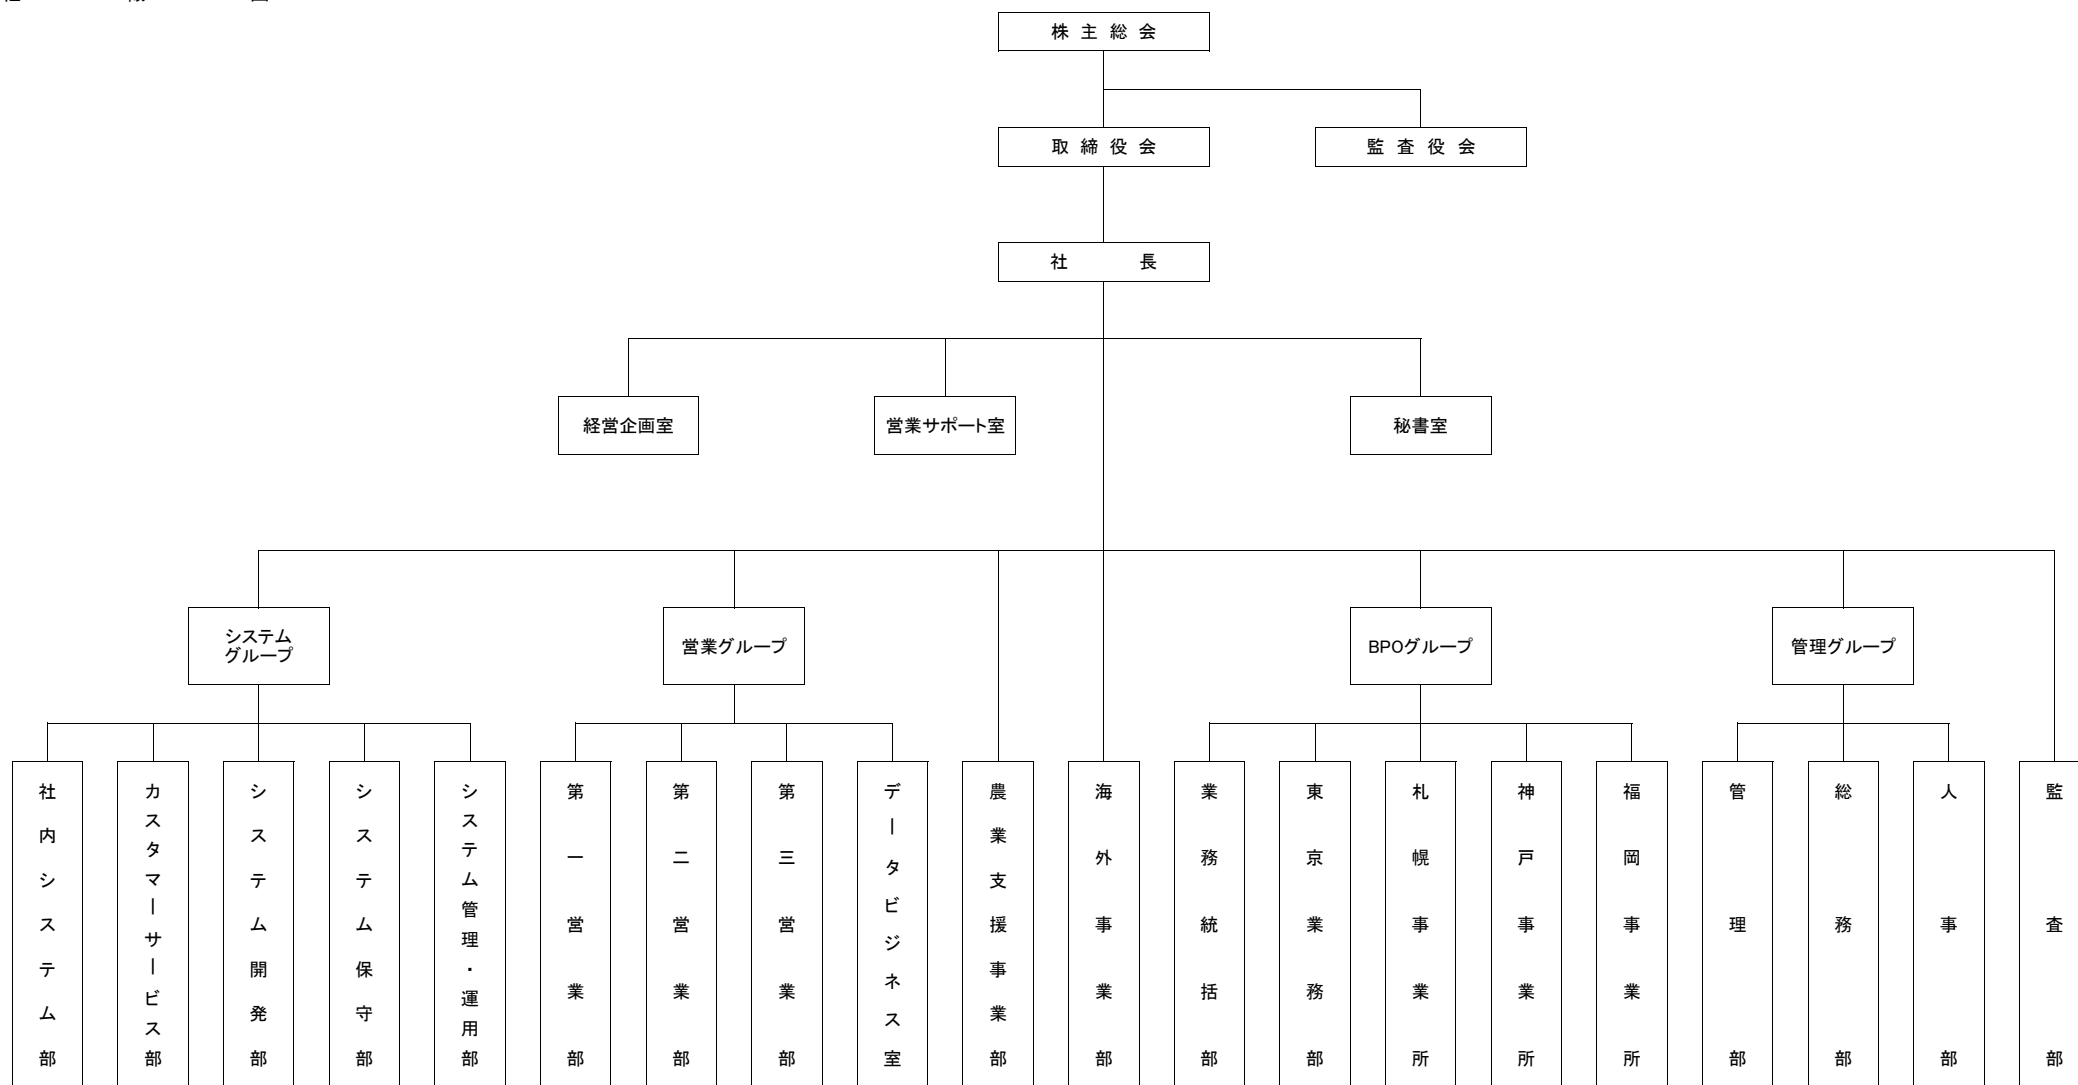 株主総会
取締役会
監査役会
社長
経営企画室
営業サポート室
秘書室
システム
グループ
営業グループ
BPOグループ
管理グループ
社内システム部
カスタマーサービス部
システム開発部
システム保守部
システム管理・運用部
第一営業部
第二営業部
第三営業部
データビジネス室
農業支援事業部
海外事業部
業務統括部
東京業務部
札幌事業所
神戸事業所
福岡事業所
管理部
総務部
人事部
監査部